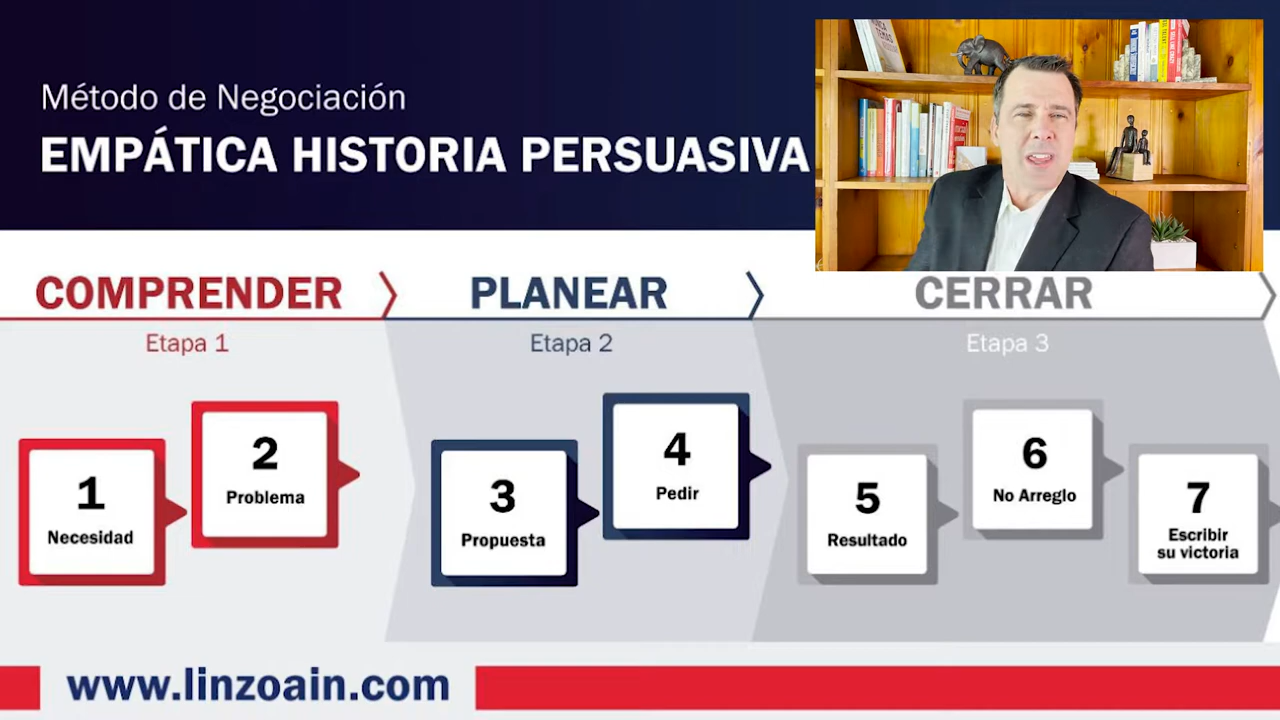 Método de Negociación
EMPÁTICA HISTORIA PERSUASIVA
COMPRENDER
PLANEAR
CERRAR
Etapa 1
Etapa 2
Etapa 3
1
Necesidad
2
Problema
3
Propuesta
4
Pedir
5
Resultado
6
No Arreglo
7
Escribir
su victoria
www.linzoain.com